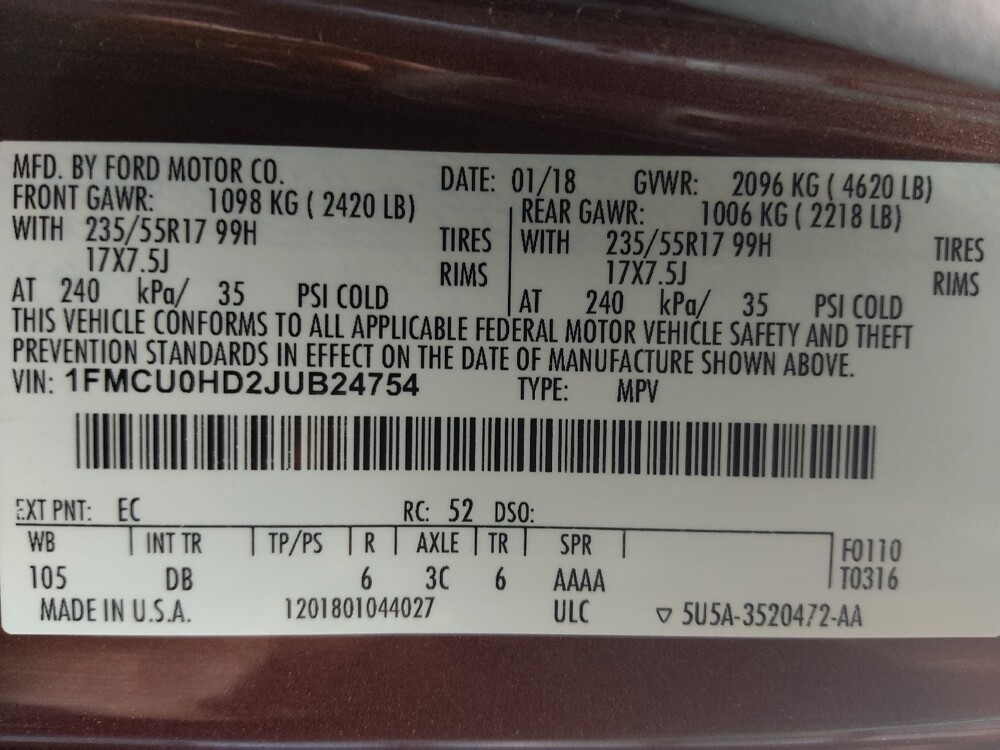 MFD. BY FORD MOTOR CO. DATE: 01/18 GVWR: 2096 KG ( 4620 LB)
FRONT GAWR: 1098 KG ( 2420 LB) REAR GAWR: 1006 KG ( 2218 LB)
WITH 235/55R17 99H TIRES WITH 235/55R17 99H TIRES
17X7.5J RIMS 17X7.5J RIMS
AT 240 kPa/ 35 PSI COLD AT 240 kPa/ 35 PSI COLD
THIS VEHICLE CONFORMS TO ALL APPLICABLE FEDERAL MOTOR VEHICLE SAFETY AND THEFT
PREVENTION STANDARDS IN EFFECT ON THE DATE OF MANUFACTURE SHOWN ABOVE.
VIN: 1FMCU0HD2JUB24754 TYPE: MPV
EXT PNT: EC RC: 52 DSO:
WB INT TR TP/PS R AXLE TR SPR F0110
105 DB 6 3C 6 AAAA T0316
MADE IN U.S.A. 1201801044027 ULC ▽ 5U5A-3520472-AA